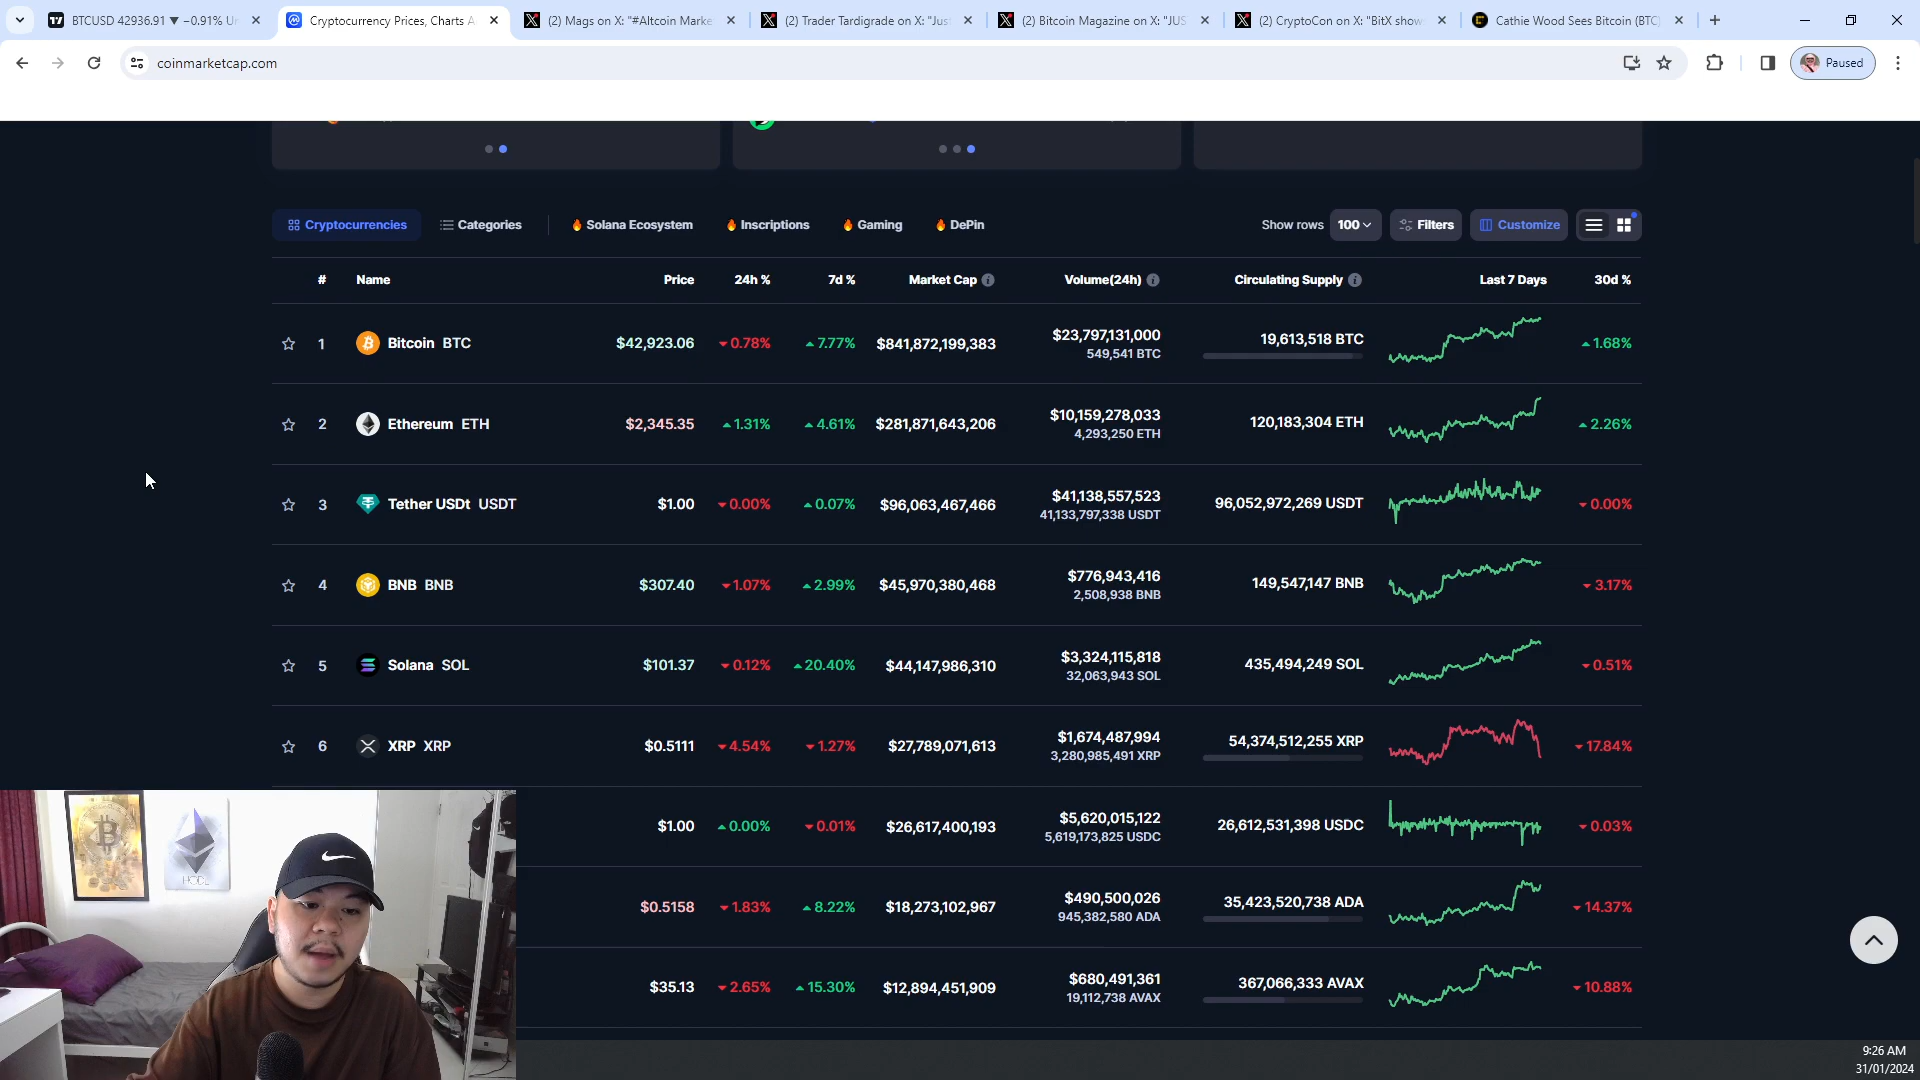 BTCUSD 42936.91 ▼ −0.91% U
Cryptocurrency Prices, Charts A
(2) Mags on X: "#Altcoin Marke
(2) Trader Tardigrade on X: "Jus
(2) Bitcoin Magazine on X: "JUS
(2) CryptoCon on X: "BitX show
Cathie Wood Sees Bitcoin (BTC)
coinmarketcap.com
Paused
Cryptocurrencies
Categories
Solana Ecosystem
Inscriptions
Gaming
DePin
Show rows
100
Filters
Customize
# Name Price 24h % 7d % Market Cap Volume(24h) Circulating Supply Last 7 Days 30d %
1 Bitcoin BTC $42,923.06 0.78% 7.77% $841,872,199,383 $23,797,131,000 19,613,518 BTC 1.68%
549,541 BTC
2 Ethereum ETH $2,345.35 1.31% 4.61% $281,871,643,206 $10,159,278,033 120,183,304 ETH 2.26%
4,293,250 ETH
3 Tether USDt USDT $1.00 0.00% 0.07% $96,063,467,466 $41,138,557,523 96,052,972,269 USDT 0.00%
41,133,797,338 USDT
4 BNB BNB $307.40 1.07% 2.99% $45,970,380,468 $776,943,416 149,547,147 BNB 3.17%
2,508,938 BNB
5 Solana SOL $101.37 0.12% 20.40% $44,147,986,310 $3,324,115,818 435,494,249 SOL 0.51%
32,063,943 SOL
6 XRP XRP $0.5111 4.54% 1.27% $27,789,071,613 $1,674,487,994 54,374,512,255 XRP 17.84%
3,280,985,491 XRP
$1.00 0.00% 0.01% $26,617,400,193 $5,620,015,122 26,612,531,398 USDC 0.03%
5,619,173,825 USDC
$0.5158 1.83% 8.22% $18,273,102,967 $490,500,026 35,423,520,738 ADA 14.37%
945,382,580 ADA
$35.13 2.65% 15.30% $12,894,451,909 $680,491,361 367,066,333 AVAX 10.88%
19,112,738 AVAX
HODL
9:26 AM
31/01/2024